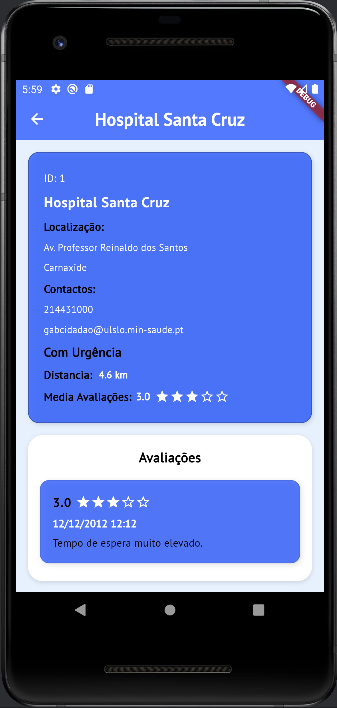 5:59
DEBUG
Hospital Santa Cruz
ID: 1
Hospital Santa Cruz
Localização:
Av. Professor Reinaldo dos Santos
Carnaxide
Contactos:
214431000
gabcidadao@ulslo.min-saude.pt
Com Urgência
Distancia: 4.6 km
Media Avaliações: 3.0
Avaliações
3.0
12/12/2012 12:12
Tempo de espera muito elevado.